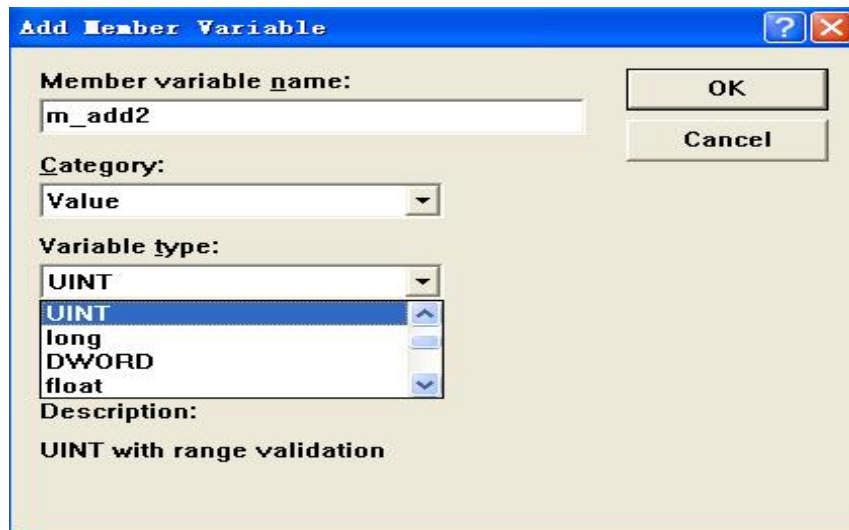 Add Member Variable
Member variable name:
OK
m_add2
Cancel
Category:
Value
Variable type:
UINT
UINT
long
DWORD
float
Description:
UINT with range validation